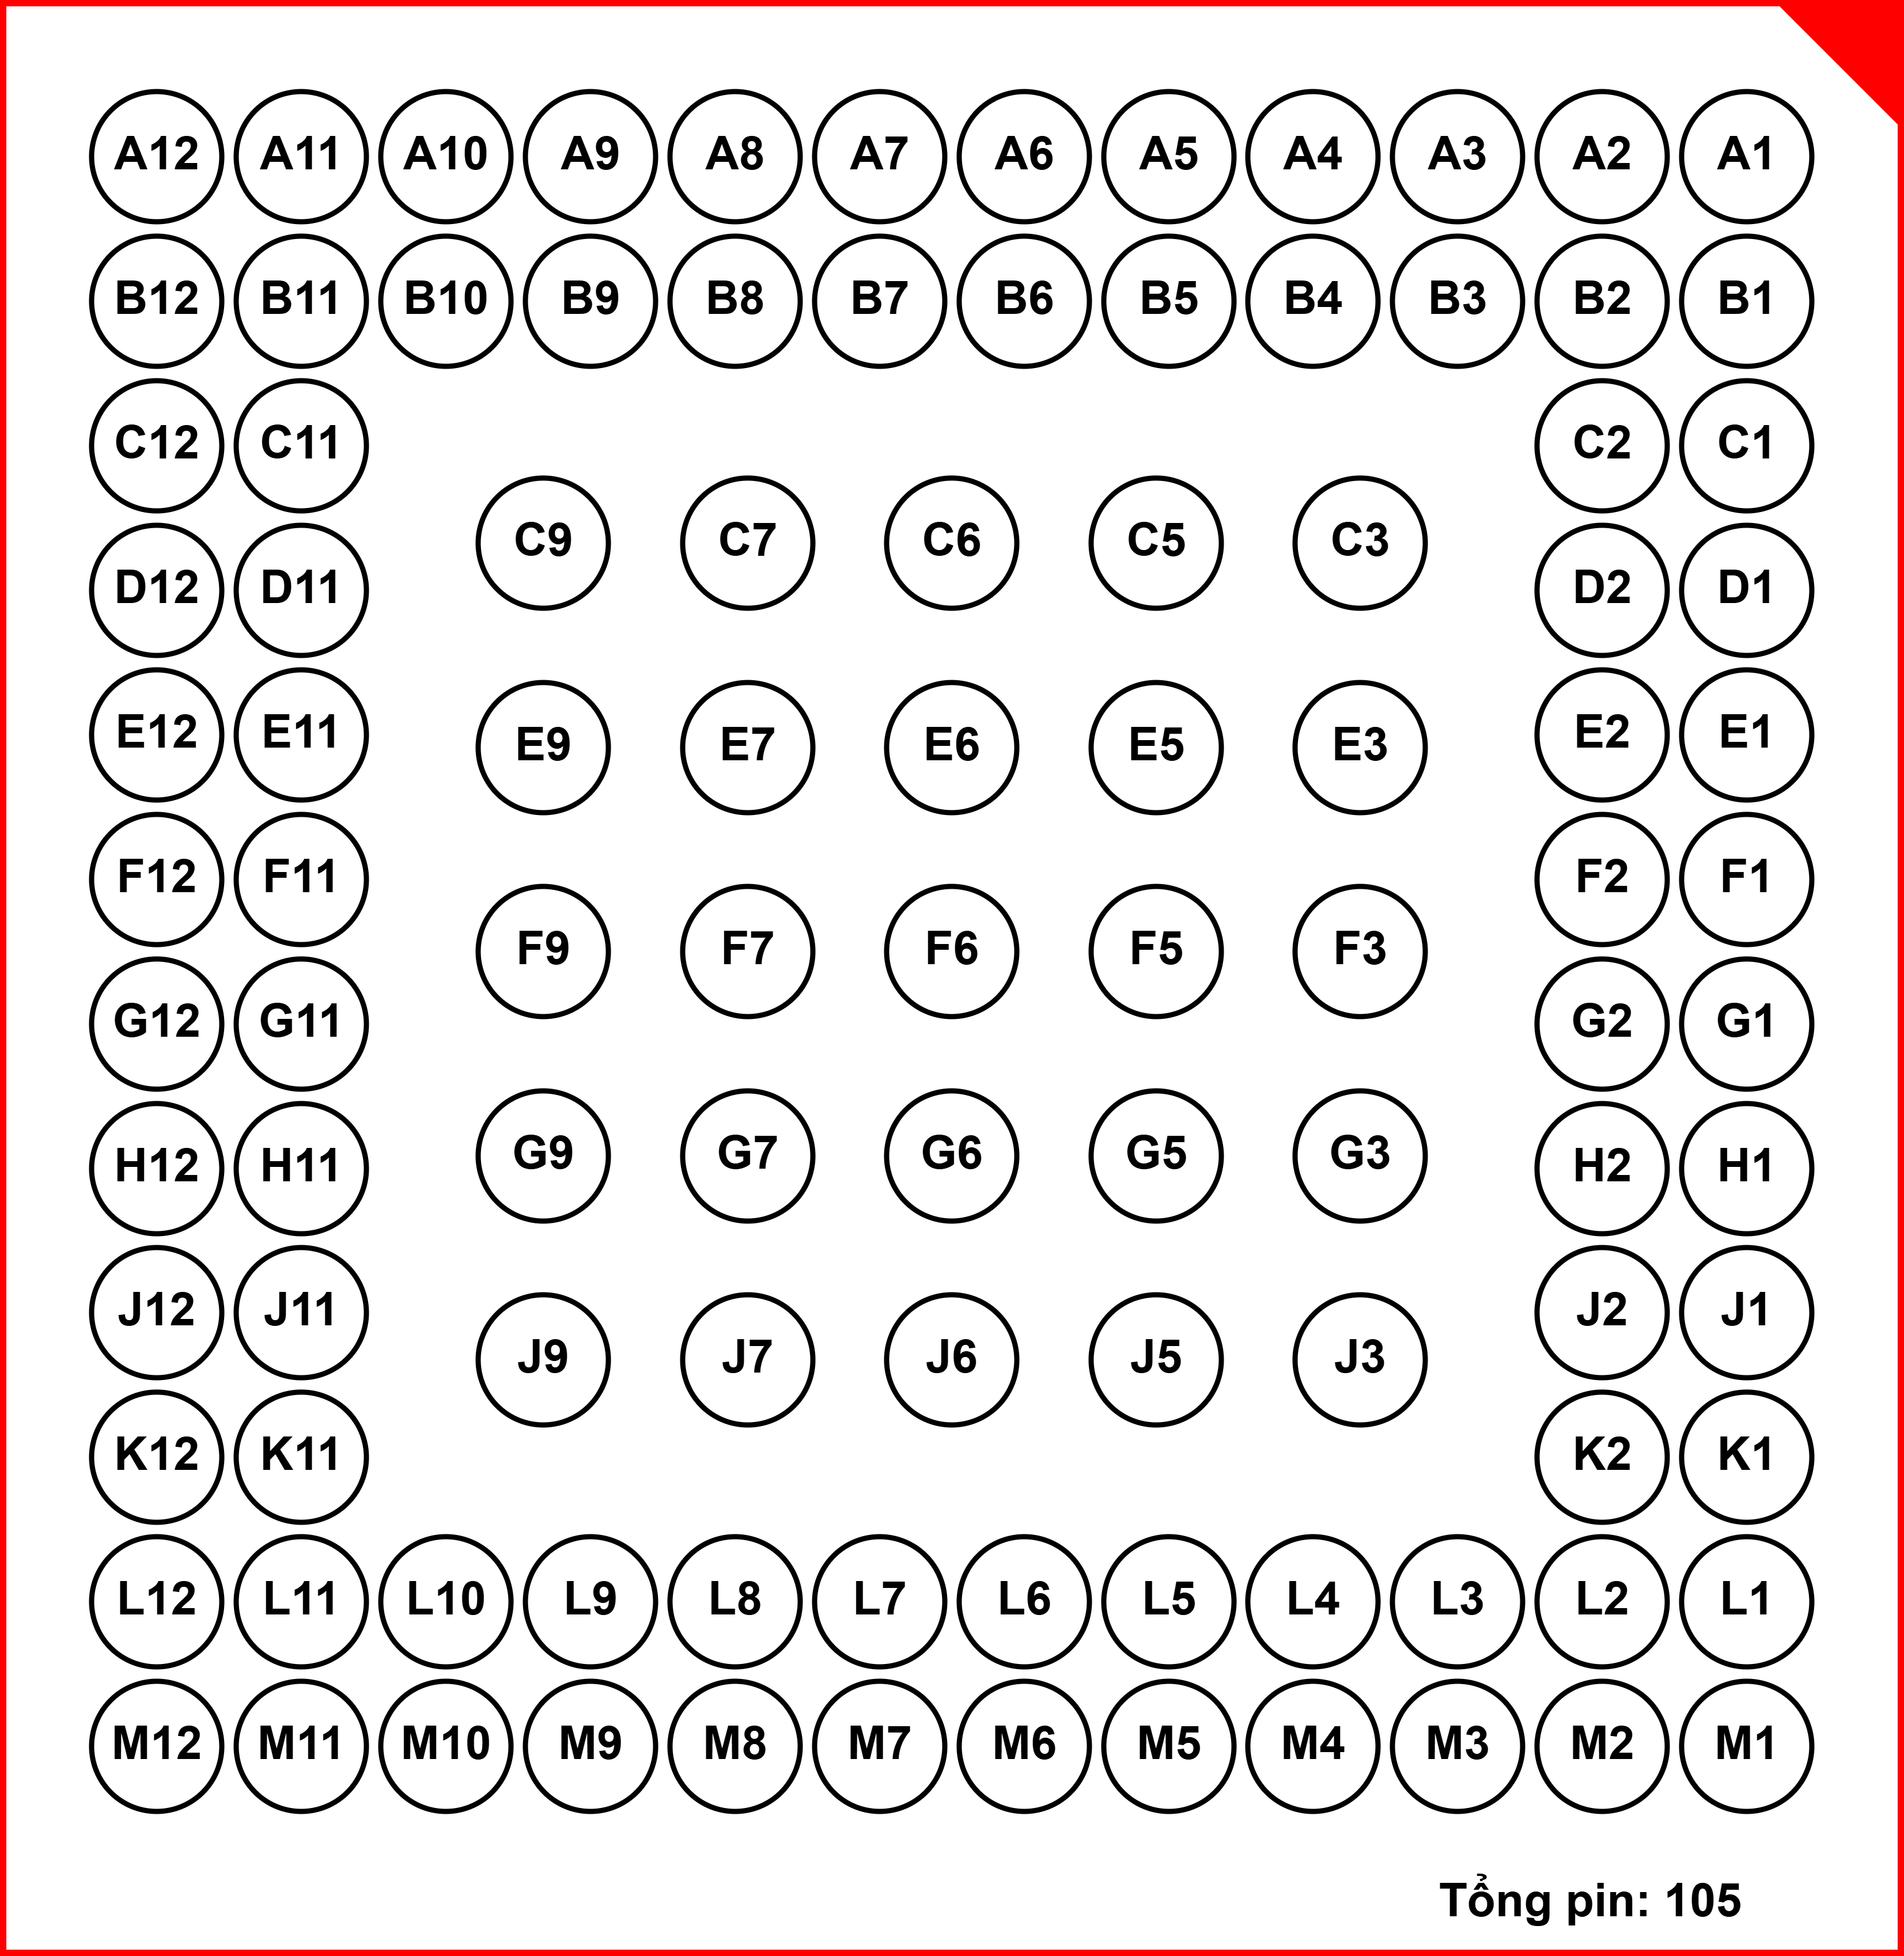 A12 A11 A10 A9 A8 A7 A6 A5 A4 A3 A2 A1
B12 B11 B10 B9 B8 B7 B6 B5 B4 B3 B2 B1
C12 C11 C2 C1
C9 C7 C6 C5 C3
D12 D11 D2 D1
E12 E11 E2 E1
E9 E7 E6 E5 E3
F12 F11 F2 F1
F9 F7 F6 F5 F3
G12 G11 G2 G1
G9 G7 G6 G5 G3
H12 H11 H2 H1
J12 J11 J2 J1
J9 J7 J6 J5 J3
K12 K11 K2 K1
L12 L11 L10 L9 L8 L7 L6 L5 L4 L3 L2 L1
M12 M11 M10 M9 M8 M7 M6 M5 M4 M3 M2 M1
Tổng pin: 105